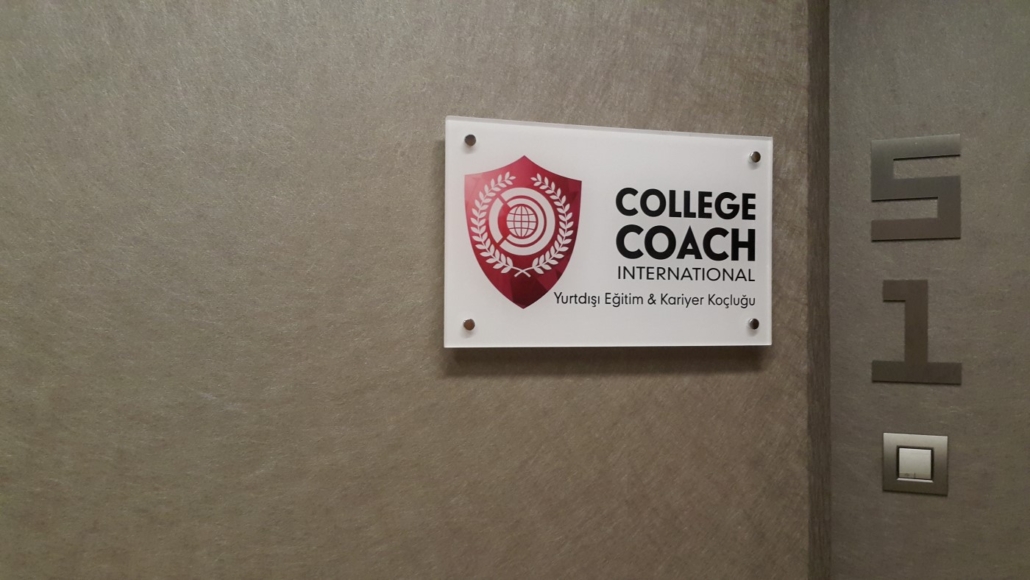 COLLEGE
COACH
INTERNATIONAL
Yurtdışı Eğitim & Kariyer Koçluğu
5
1